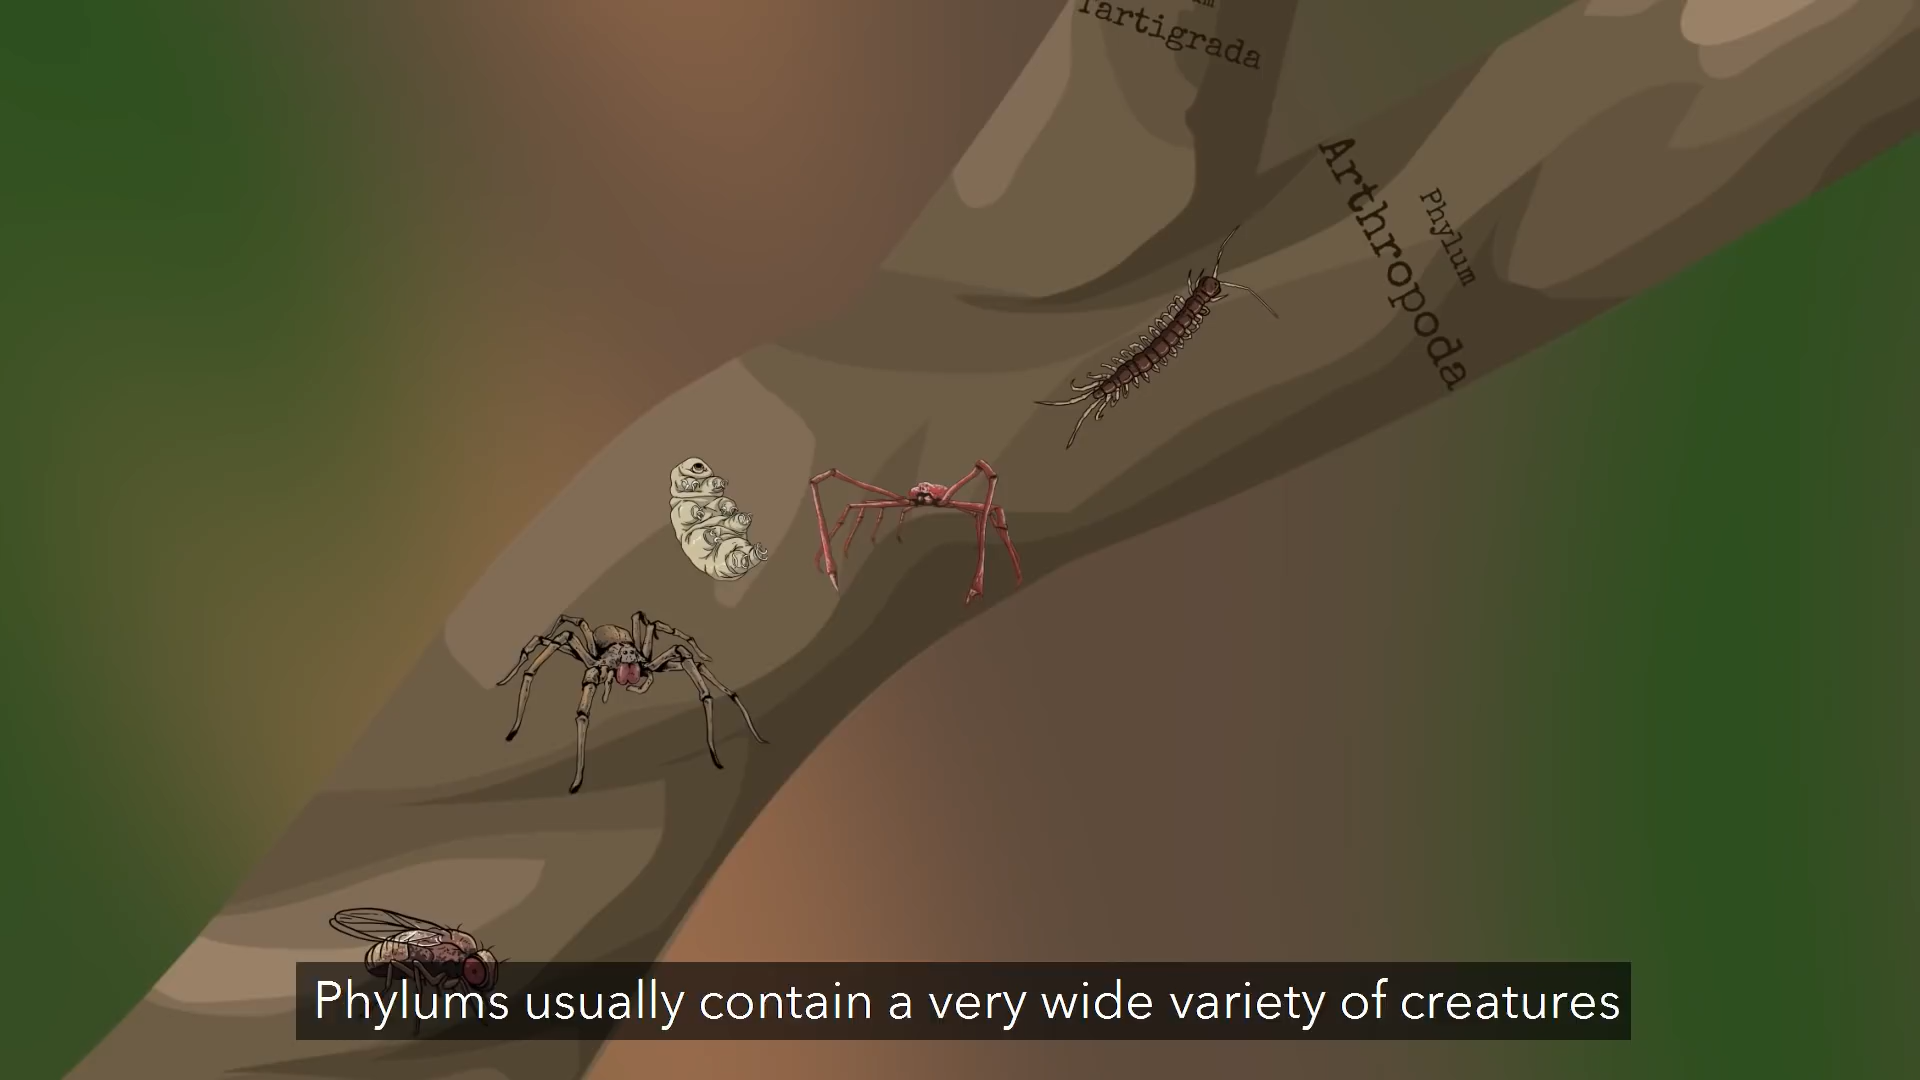 Tartigrada
Phylum
Arthropoda
Phylums usually contain a very wide variety of creatures